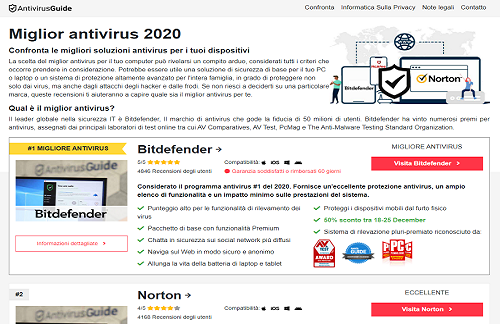 AntivirusGuide
Confronta
Informatica Sulla Privacy
Note legali
Contatto
Miglior antivirus 2020
Confronta le migliori soluzioni antivirus per i tuoi dispositivi
La scelta del miglior antivirus per il tuo computer può rivelarsi un compito arduo, considerati tutti i criteri che
occorre prendere in considerazione. Potrebbe essere utile una soluzione di sicurezza di base per il tuo PC
o laptop o un sistema di protezione altamente avanzato per l'intera famiglia, in grado di proteggere non
solo dai virus, ma anche dagli attacchi degli hacker e dalle frodi. Se non riesci a deciderti su una particolare
marca, queste recensioni ti aiuteranno a capire quale sia il miglior antivirus per te.
Norton
Qual è il miglior antivirus?
Il leader globale nella sicurezza IT è Bitdefender, Il marchio di antivirus che gode la fiducia di 50 milioni di utenti. Bitdefender ha vinto numerosi premi per
antivirus, assegnati dai principali laboratori di test online tra cui AV Comparatives, AV Test, PcMag e The Anti-Malware Testing Standard Organization.
#1 MIGLIORE ANTIVIRUS
AntivirusGuide
Bitdefender
Informazioni dettagliate
Bitdefender
5/5
4846 Recensioni degli utenti
Compatibilità:
Garanzia soddisfatti o rimborsati 60 giorni
MIGLIORE ANTIVIRUS
Visita Bitdefender
Considerato il programma antivirus #1 del 2020. Fornisce un'eccellente protezione antivirus, un ampio
elenco di funzionalità e un impatto minimo sulle prestazioni del sistema.
Punteggio alto per le funzionalità di rilevamento dei
virus
Pacchetto di base con funzionalità Premium
Chatta in sicurezza sui social network più diffusi
Naviga sul Web in modo sicuro e anonimo
Allunga la vita della batteria di laptop e tablet
Proteggi i dispositivi mobili dal furto fisico
50% sconto tra 18-25 December
Sistema di rilevazione pluri-premiato riconosciuto da:
#2
AntivirusGuide
Norton
4/5
4168 Recensioni degli utenti
Compatibilità:
ECCELLENTE
Visita Norton